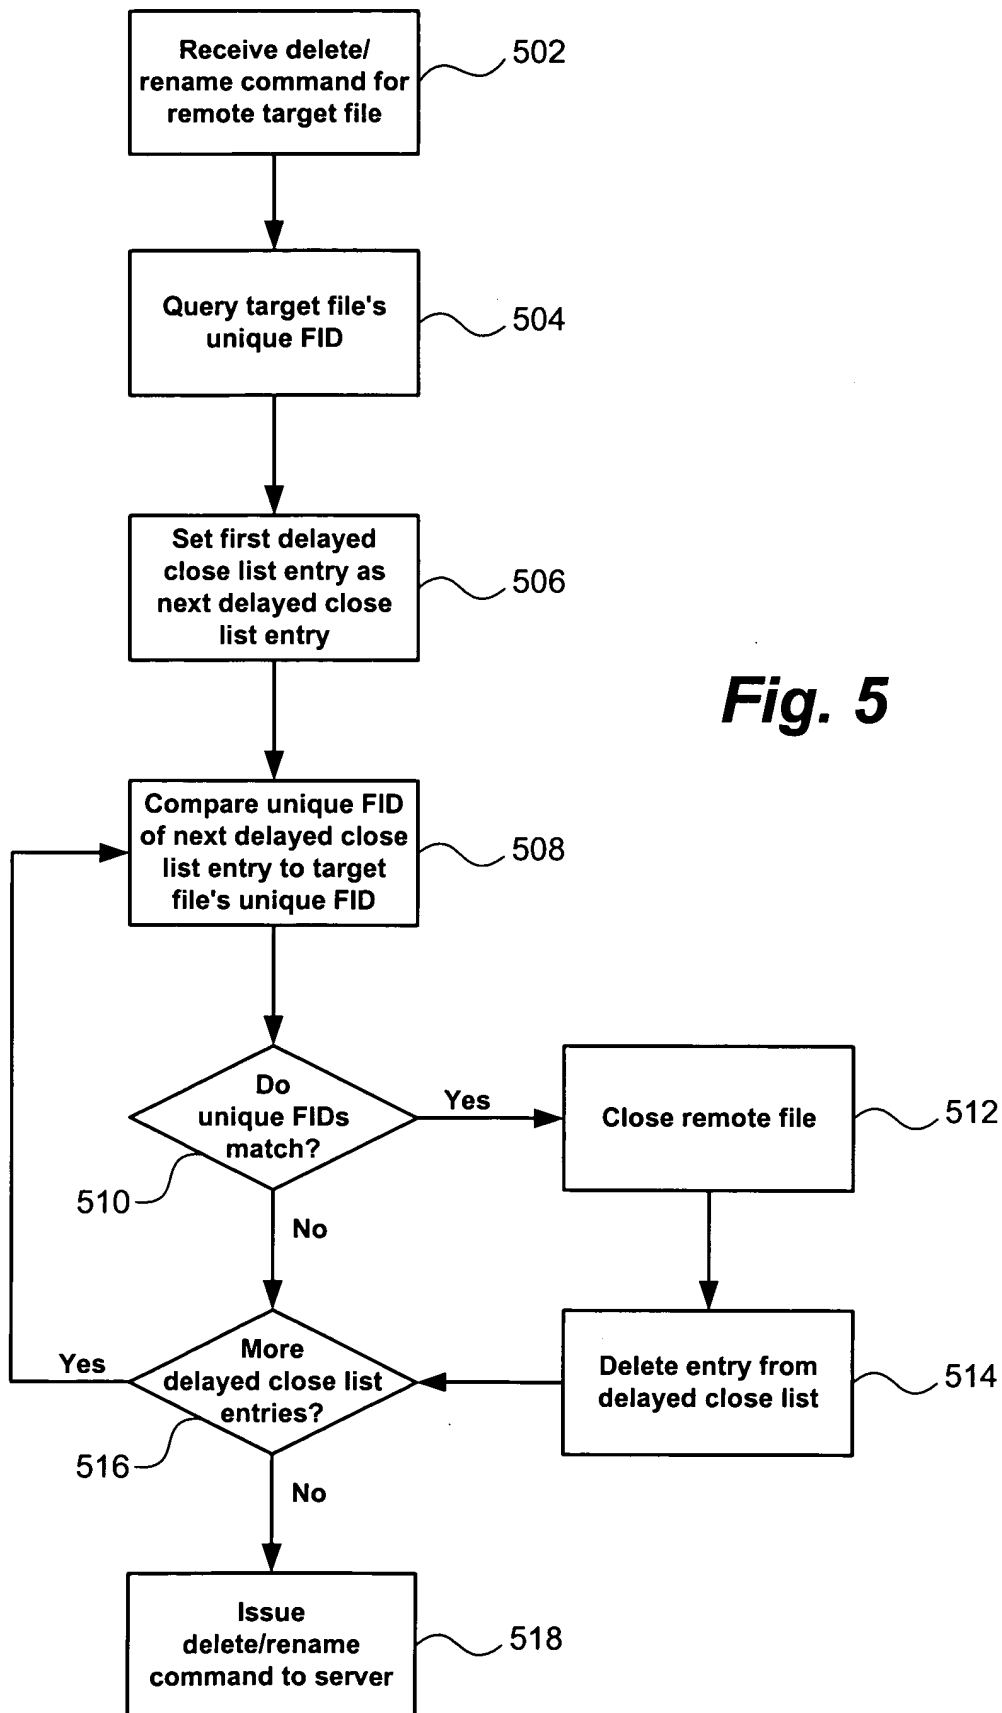 Receive delete/
rename command for
remote target file
502
Query target file's
unique FID
504
Set first delayed
close list entry as
next delayed close
list entry
506
Fig. 5
Compare unique FID
of next delayed close
list entry to target
file's unique FID
508
Do
unique FIDs
match?
510
Yes
Close remote file
512
No
Delete entry from
delayed close list
514
More
delayed close list
entries?
516
Yes
No
Issue
delete/rename
command to server
518